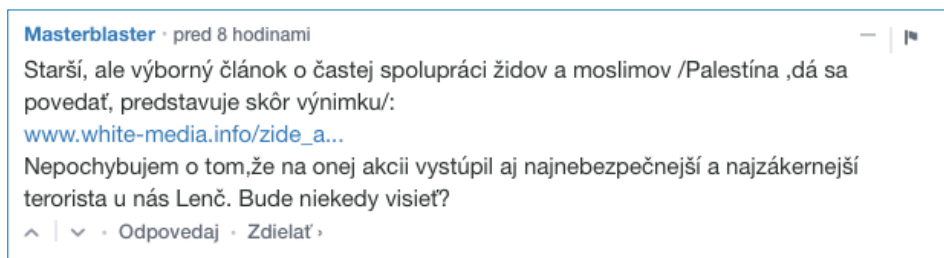 Masterblaster · pred 8 hodinami
Starší, ale výborný článok o častej spolupráci židov a moslimov /Palestína ,dá sa
povedať, predstavuje skôr výnimku/:
www.white-media.info/zide_a...
Nepochybujem o tom,že na onej akcii vystúpil aj najnebezpečnejší a najzákernejší
terorista u nás Lenč. Bude niekedy visieť?
Odpovedaj · Zdielať ›